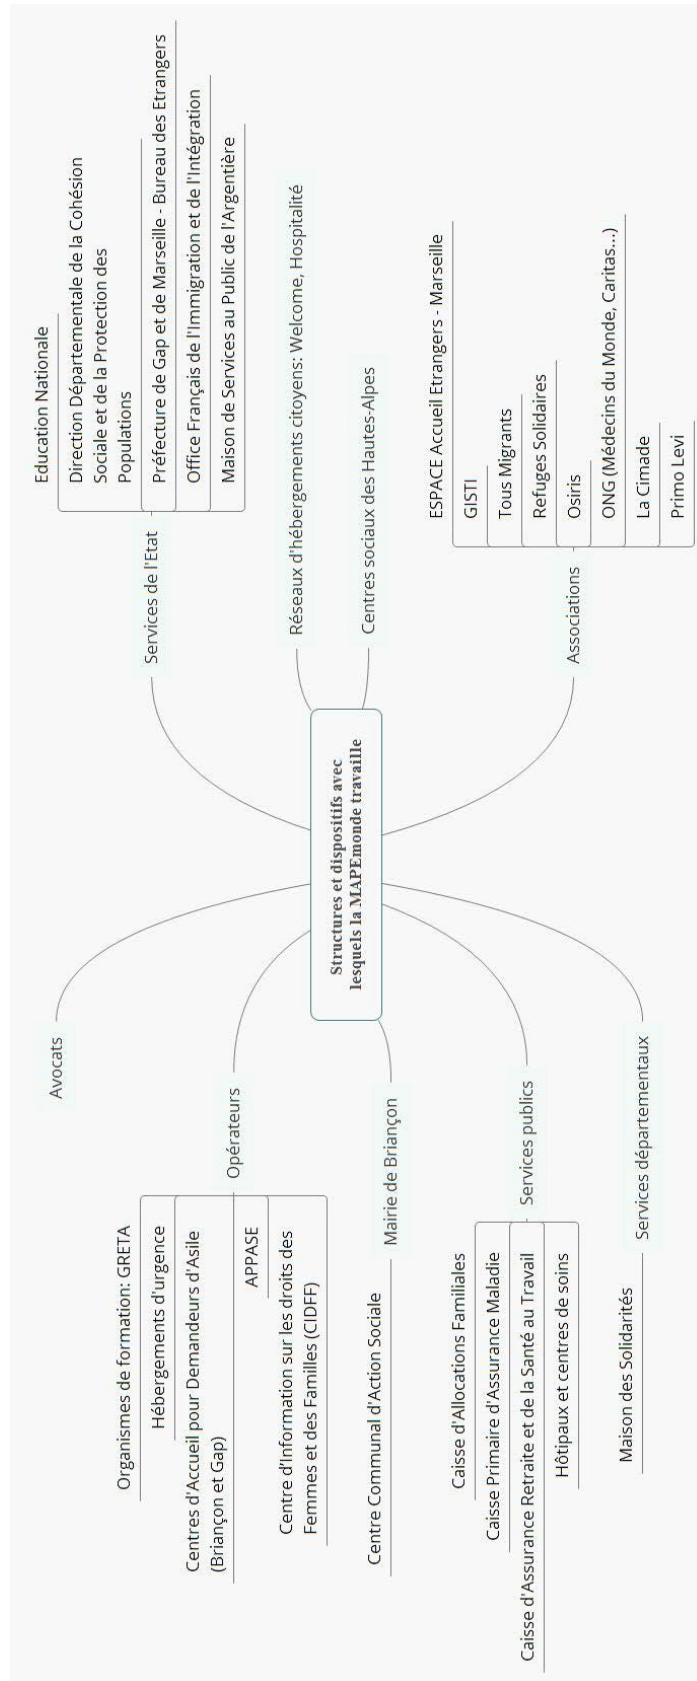 Structures et dispositifs avec
lesquels la MAPEmonde travaille
Services de l'Etat
Education Nationale
Direction Départementale de la Cohésion
Sociale et de la Protection des
Populations
Préfecture de Gap et de Marseille - Bureau des Etrangers
Office Français de l'Immigration et de l'Intégration
Maison de Services au Public de l'Argentière
Réseaux d'hébergements citoyens: Welcome, Hospitalité
Centres sociaux des Hautes-Alpes
Associations
ESPACE Accueil Etrangers - Marseille
GISTI
Tous Migrants
Refuges Solidaires
Osiris
ONG (Médecins du Monde, Caritas...)
La Cimade
Primo Levi
Avocats
Opérateurs
Organismes de formation: GRETA
Hébergements d'urgence
Centres d'Accueil pour Demandeurs d'Asile
(Briançon et Gap)
APPASE
Centre d'Information sur les droits des
Femmes et des Familles (CIDFF)
Mairie de Briançon
Centre Communal d'Action Sociale
Services publics
Caisse d'Allocations Familiales
Caisse Primaire d'Assurance Maladie
Caisse d'Assurance Retraite et de la Santé au Travail
Hôtipaux et centres de soins
Services départementaux
Maison des Solidarités